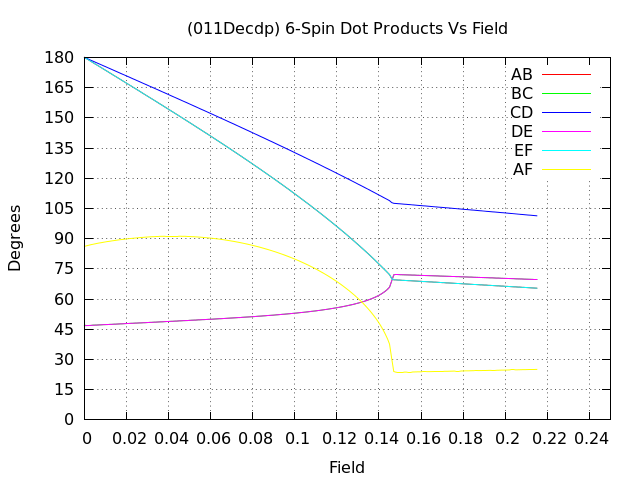 (011Decdp) 6-Spin Dot Products Vs Field
180
165
150
135
120
105
90
75
60
45
30
15
0
Degrees
AB
BC
CD
DE
EF
AF
0 0.02 0.04 0.06 0.08 0.1 0.12 0.14 0.16 0.18 0.2 0.22 0.24
Field